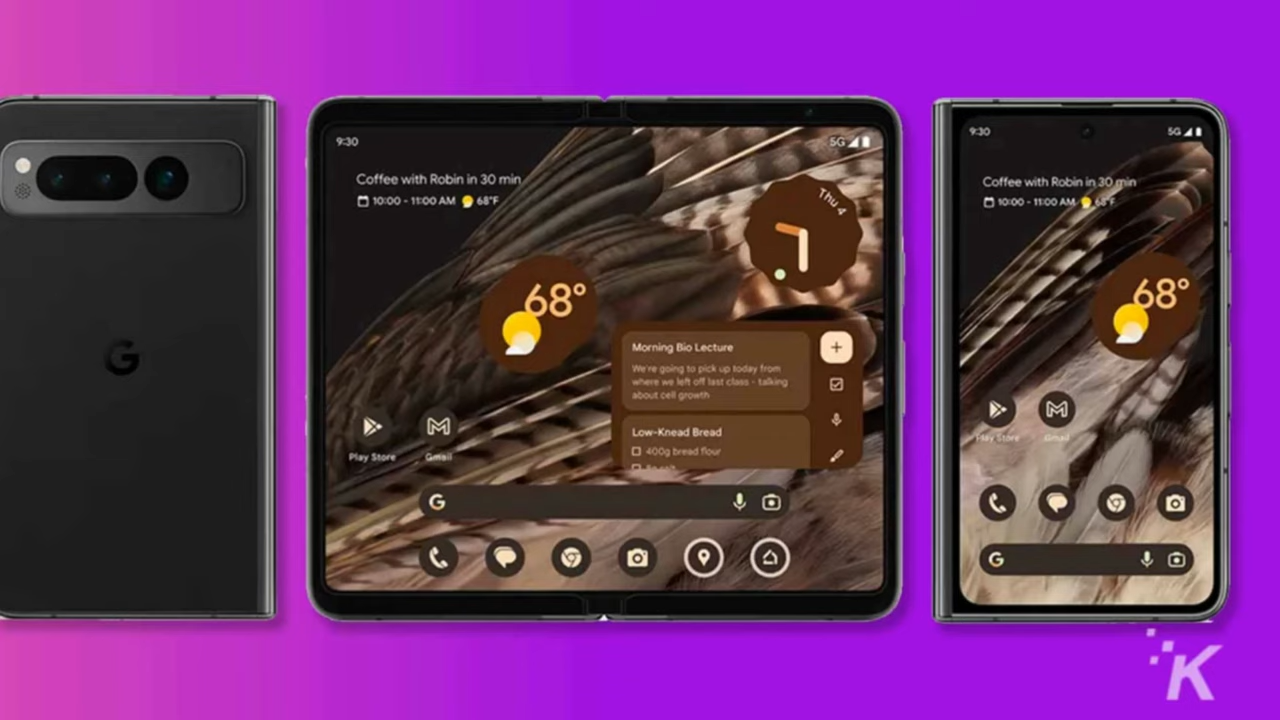 G
9:30
5G
Coffee with Robin in 30 min
10:00 - 11:00 AM 68°F
Thu 4
68°
Morning Bio Lecture
We're going to pick up today from
where we left off last class - talking
about cell growth
Low-Knead Bread
400g bread flour
Play Store
Gmail
G
9:30
5G
Coffee with Robin in 30 min
10:00 - 11:00 AM 68°F
68°
Play Store
Gmail
G
K